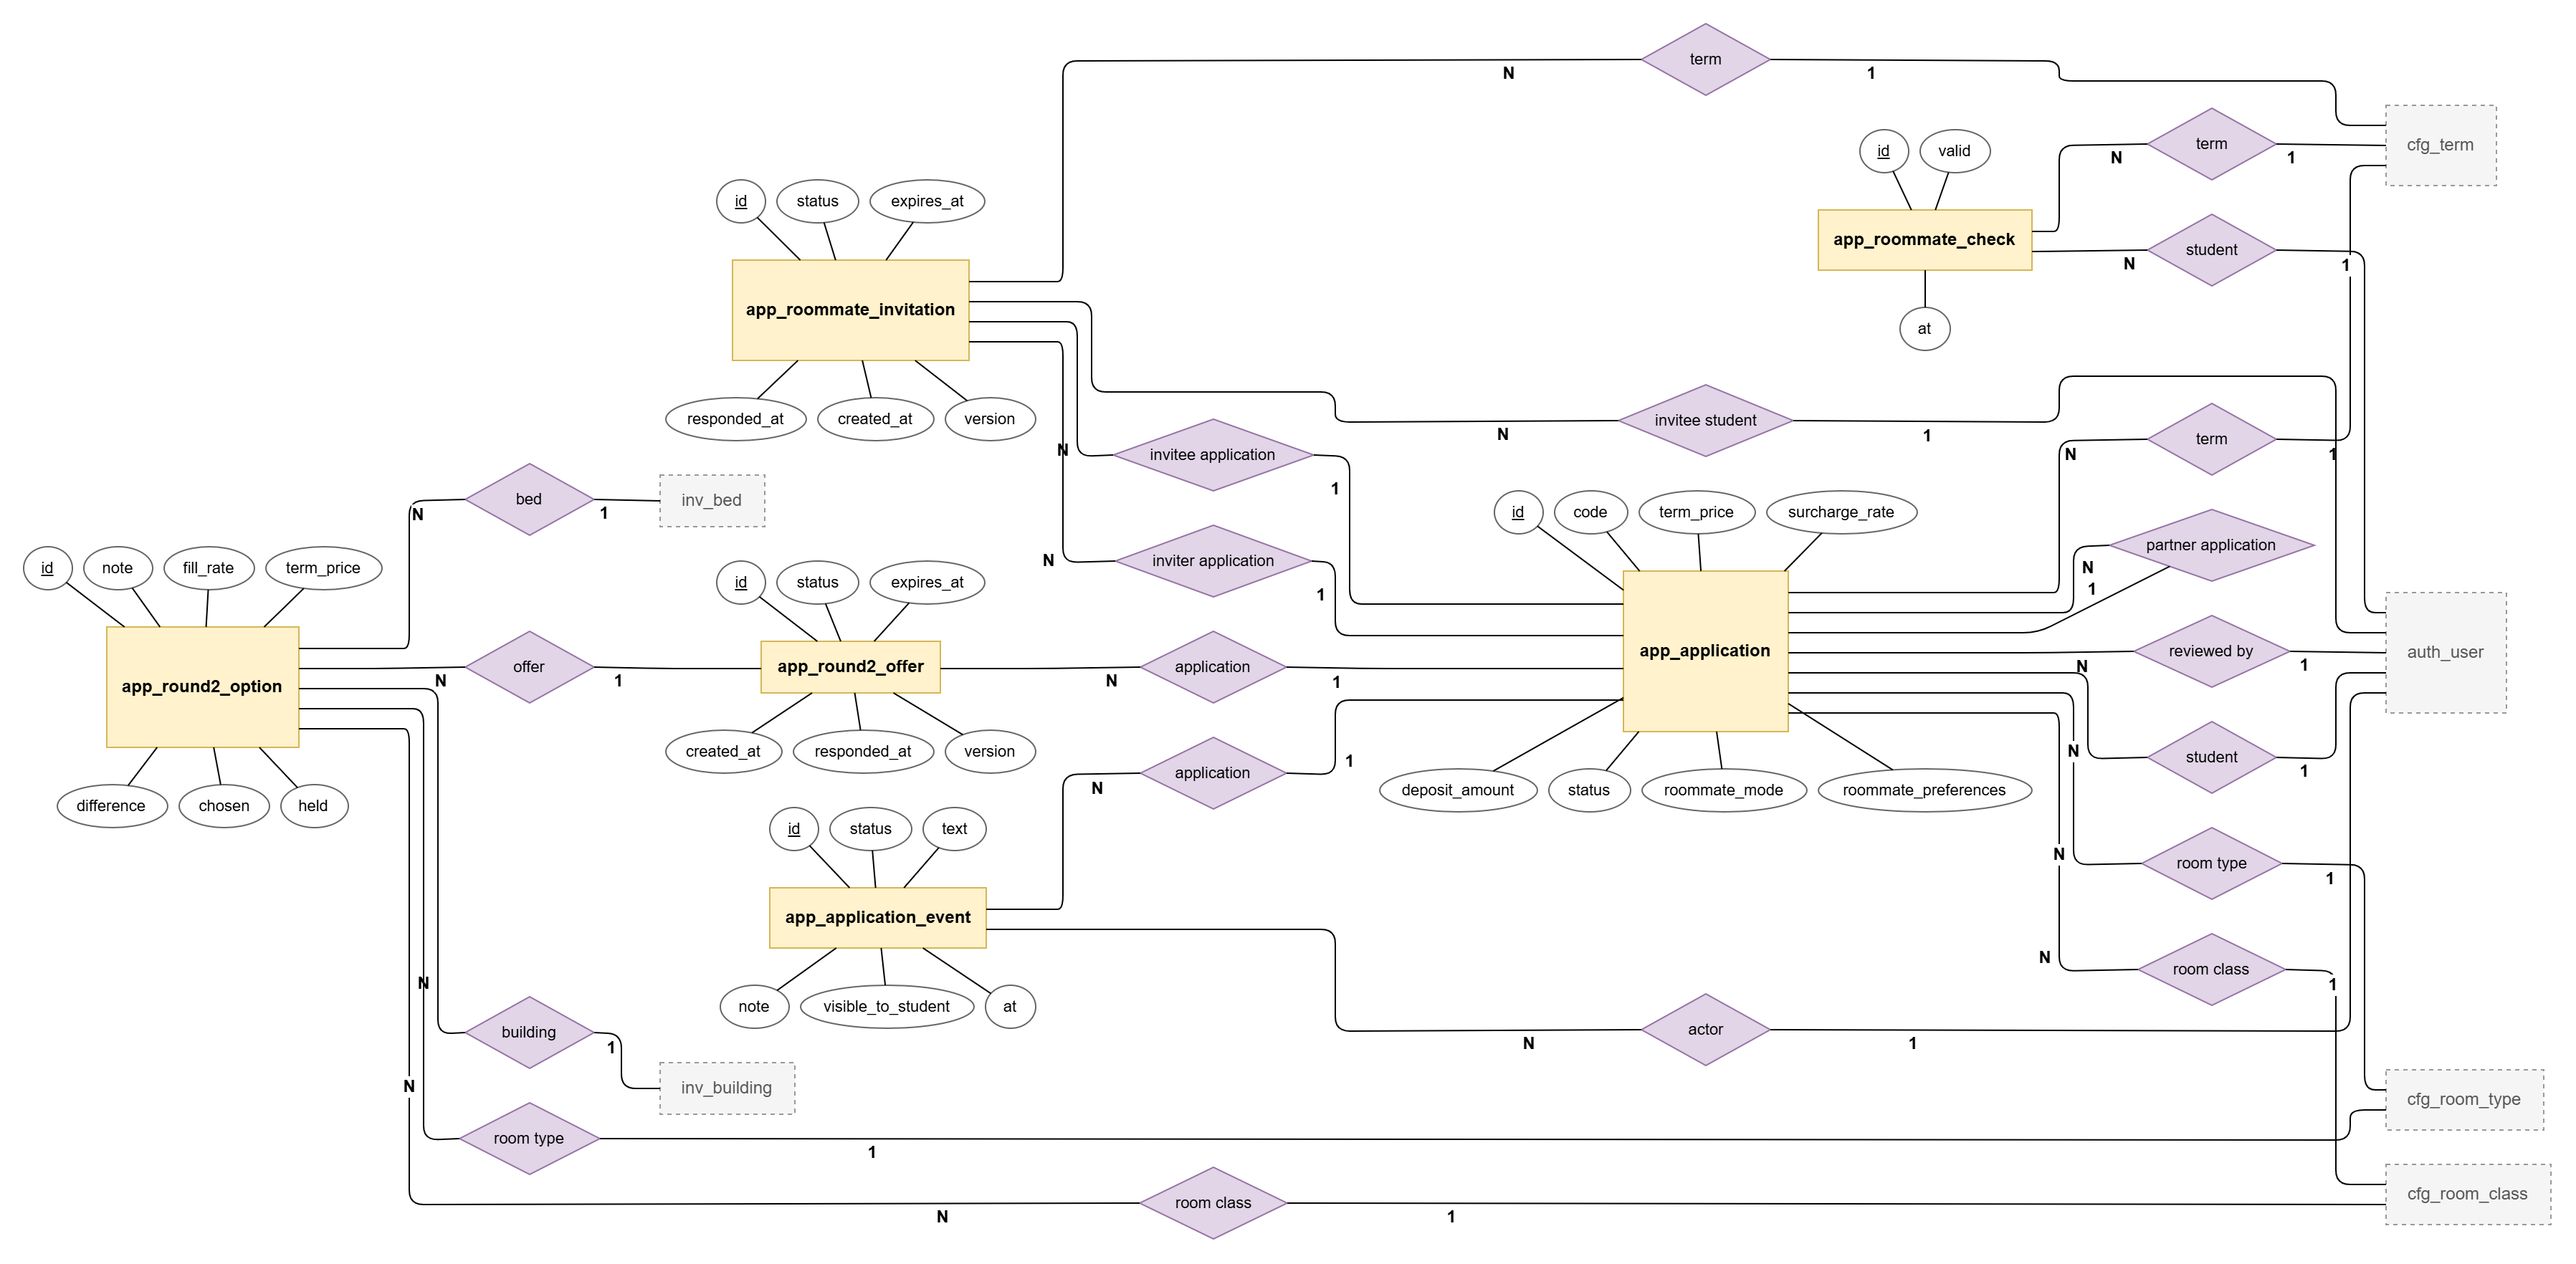 term
N
1
cfg_term
id
valid
term
N
1
app_roommate_check
student
N
1
at
id
status
expires_at
app_roommate_invitation
responded_at
created_at
version
invitee student
N
1
N
invitee application
1
term
N
1
bed
N
1
inv_bed
id
code
term_price
surcharge_rate
partner application
N
1
inviter application
N
1
id
note
fill_rate
term_price
id
status
expires_at
app_application
app_round2_option
offer
N
1
app_round2_offer
application
N
1
reviewed by
N
1
auth_user
created_at
responded_at
version
application
N
1
student
1
N
difference
chosen
held
deposit_amount
status
roommate_mode
roommate_preferences
id
status
text
room type
N
1
app_application_event
note
visible_to_student
at
room class
N
1
N
building
1
actor
N
1
inv_building
N
cfg_room_type
room type
1
room class
N
1
cfg_room_class